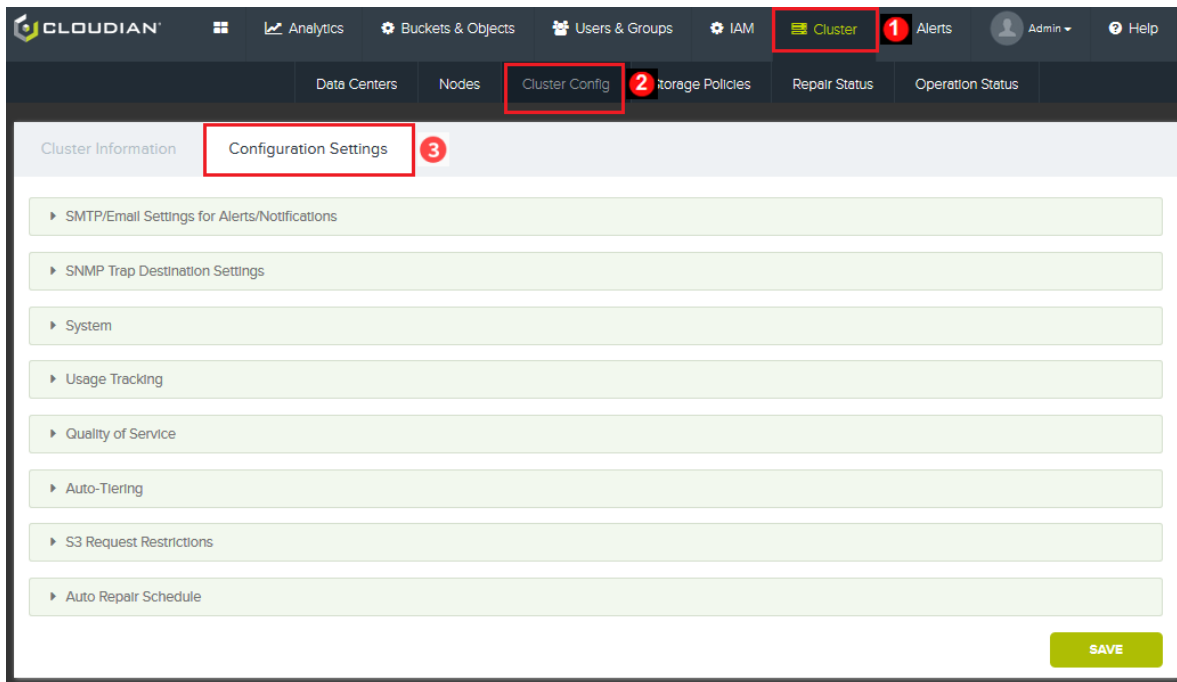 CLOUDIAN Analytics Buckets & Objects Users & Groups IAM Cluster 1 Alerts Admin Help
Data Centers Nodes Cluster Config 2 torage Policies Repair Status Operation Status
Cluster Information Configuration Settings 3
SMTP/Email Settings for Alerts/Notifications
SNMP Trap Destination Settings
System
Usage Tracking
Quality of Service
Auto-Tiering
S3 Request Restrictions
Auto Repair Schedule
SAVE